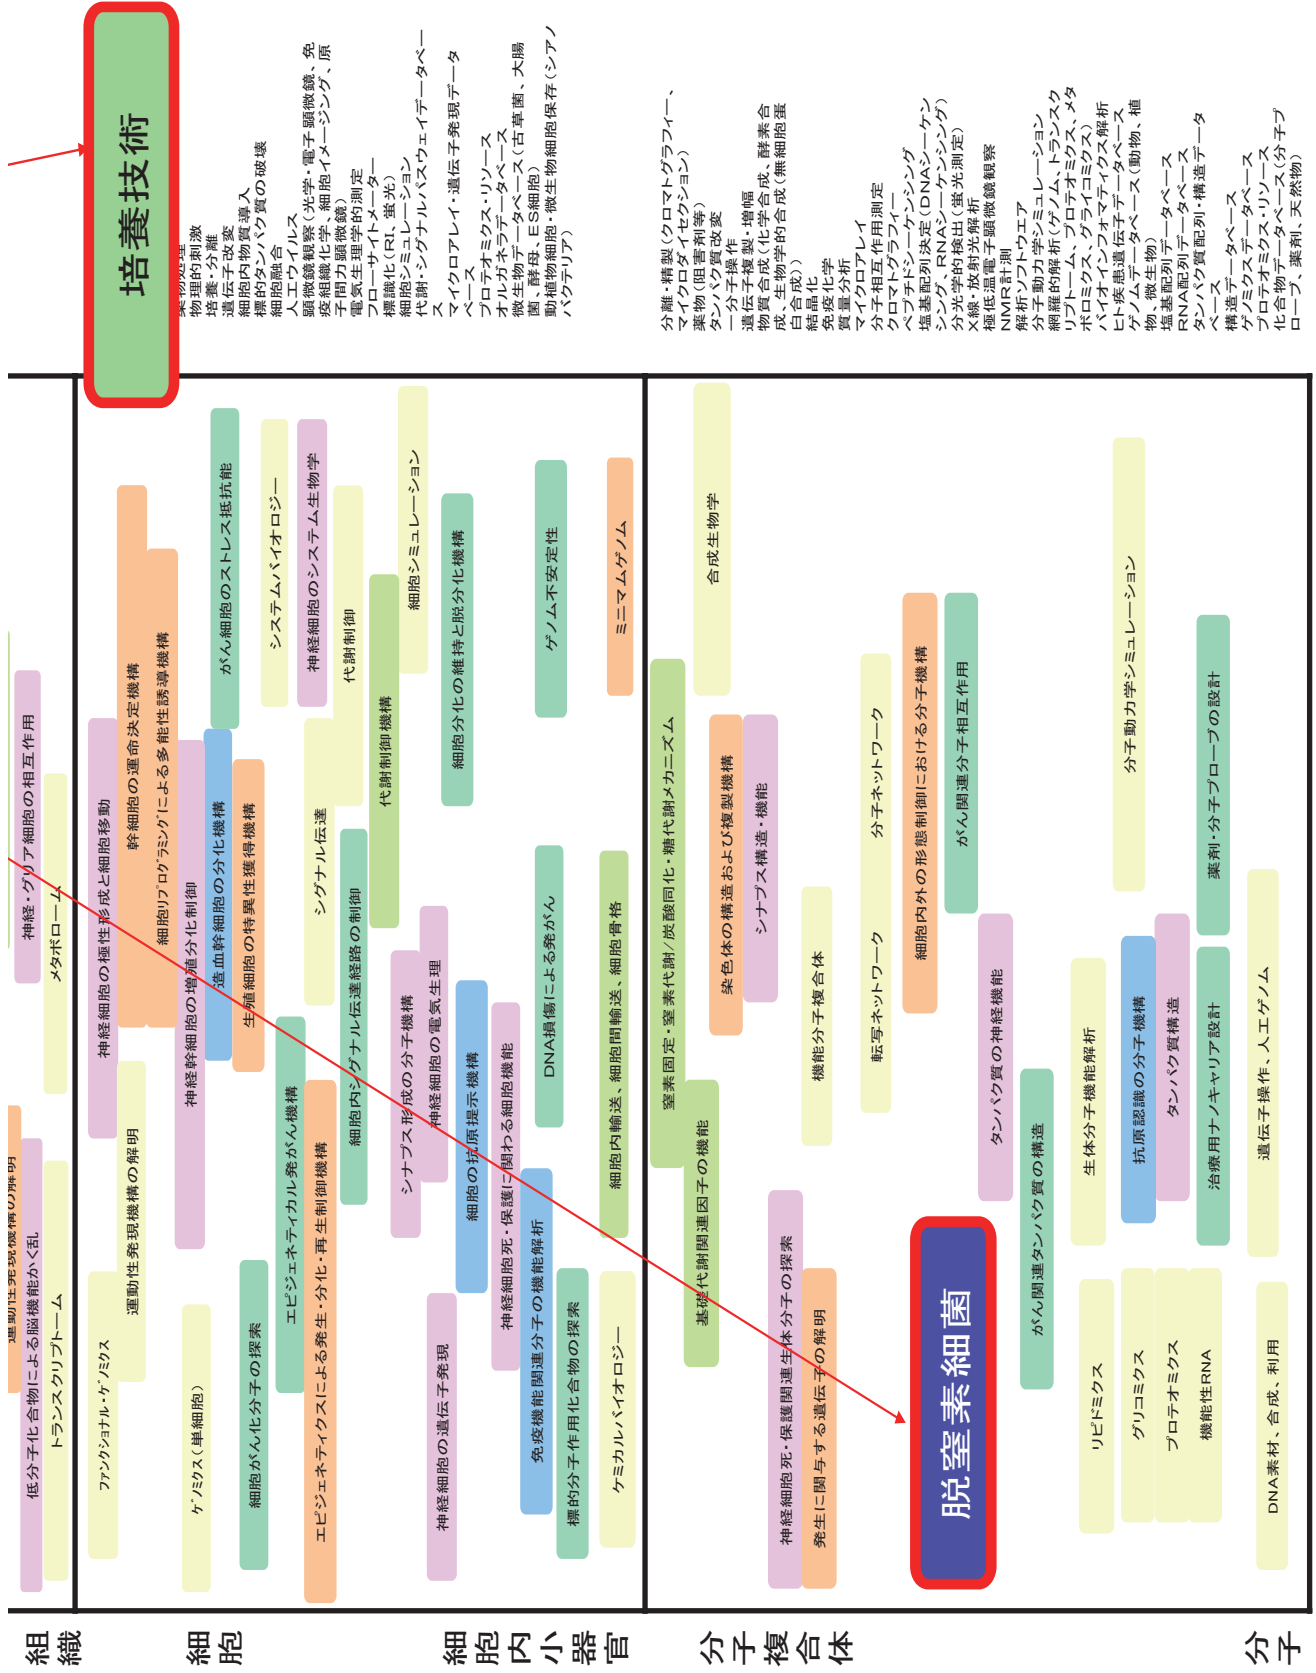 培養技術
薬物処理
物理的刺激
培養・分離
遺伝子改変
細胞内物質導入
標的タンパク質の破壊
細胞融合
人工ウイルス
顕微鏡観察(光学・電子顕微鏡、免
疫組織化学、細胞イメージング、原
子間力顕微鏡)
電気生理学的測定
フローサイトメーター
標識化(RI、蛍光)
細胞シミュレーション
代謝・シグナルパスウェイデータベー
ス
マイクロアレイ・遺伝子発現データ
ベース
プロテオミクス・リソース
オルガネラデータベース
微生物データベース(古草菌、大腸
菌、酵母、ES細胞)
動植物細胞・微生物細胞保存(シアノ
バクテリア)
分離・精製(クロマトグラフィー、
マイクロダイセクション)
薬物(阻害剤等)
タンパク質改変
一分子操作
遺伝子複製・増幅
物質合成(化学合成、酵素合
成、生物学的合成(無細胞蛋
白合成))
結晶化
免疫化学
質量分析
マイクロアレイ
分子相互作用測定
クロマトグラフィー
ペプチドシーケンシング
塩基配列決定(DNAシーケン
シング、RNAシーケンシング)
分光学的検出(蛍光測定)
X線・放射光解析
極低温電子顕微鏡観察
NMR計測
解析ソフトウエア
分子動力学シミュレーション
網羅的解析(ゲノム、トランスク
リプトーム、プロテオミクス、メタ
ボロミクス、グライコミクス)
バイオインフォーマティクス解析
ヒト疾患遺伝子データベース
ゲノムデータベース(動物、植
物、微生物)
塩基配列データベース
RNA配列データベース
タンパク質配列・構造データ
ベース
構造データベース
ゲノミクスデータベース
プロテオミクス・リソース
化合物データベース(分子プ
ローブ、薬剤、天然物)
神経・グリア細胞の相互作用
メタボローム
運動性発現機構の解明
低分子化合物による脳機能かく乱
トランスクリプトーム
神経細胞の極性形成と細胞移動
幹細胞の運命決定機構
細胞リプログラミングによる多能性誘導機構
神経幹細胞の増殖分化制御
造血幹細胞の分化機構
生殖細胞の特異性獲得機構
がん細胞のストレス抵抗能
システムバイオロジー
神経細胞のシステム生物学
シグナル伝達
代謝制御
代謝制御機構
細胞シミュレーション
細胞分化の維持と脱分化機構
ゲノム不安定性
ミニマムゲノム
ファンクショナル・ゲノミクス
運動性発現機構の解明
ゲノミクス(単細胞)
細胞がん化分子の探索
エピジェネティカル発がん機構
エピジェネティクスによる発生・分化・再生制御機構
細胞内シグナル伝達経路の制御
シナプス形成の分子機構
神経細胞の電気生理
細胞の抗原提示機構
神経細胞死・保護に関わる細胞機能
DNA損傷による発がん
細胞内輸送、細胞間輸送、細胞骨格
神経細胞の遺伝子発現
免疫機能関連分子の機能解析
標的分子作用化合物の探索
ケミカルバイオロジー
窒素固定・窒素代謝/炭酸同化・糖代謝メカニズム
合成生物学
染色体の構造および複製機構
シナプス構造・機能
基礎代謝関連因子の機能
機能分子複合体
神経細胞死・保護関連生体分子の探索
発生に関与する遺伝子の解明
分子ネットワーク
転写ネットワーク
細胞内外の形態制御における分子機構
がん関連分子相互作用
タンパク質の神経機能
がん関連タンパク質の構造
脱窒素細菌
分子動力学シミュレーション
生体分子機能解析
抗原認識の分子機構
タンパク質構造
薬剤・分子プローブの設計
治療用ナノキャリア設計
遺伝子操作、人工ゲノム
リピドミクス
グリコミクス
プロテオミクス
機能性RNA
DNA素材、合成、利用
組織
細胞
細胞内小器官
分子複合体
分子